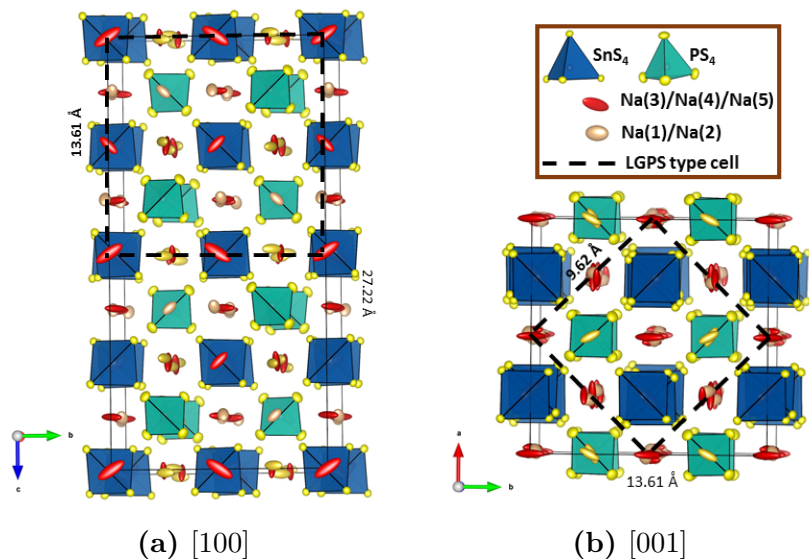 SnS4
PS4
Na(3)/Na(4)/Na(5)
Na(1)/Na(2)
LGPS type cell
13.61 Å
27.22 Å
b
c
9.62 Å
13.61 Å
a
b
(a) [100]
(b) [001]